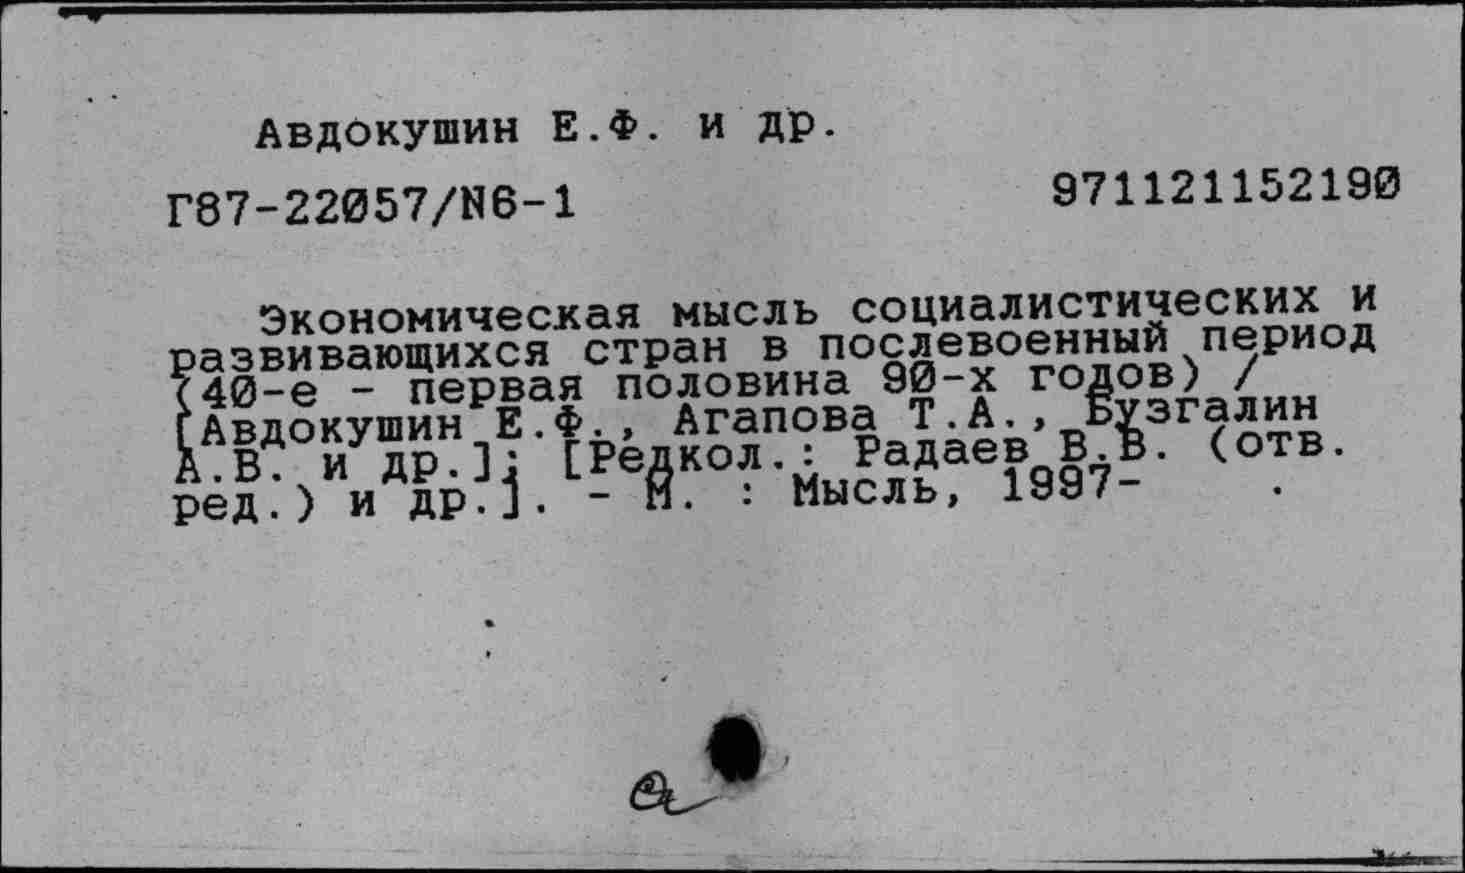 Авдокушин Е.Ф. и др.
Г87-22057/N6-1
971121152190
Экономическая мысль социалистических и
развивающихся стран в послевоенный период
(40-е - первая половина 90-х годов) /
[Авдокушин Е.Ф., Агапова Т.А., Бузгалин
А.В. и др.]; [Редкол.: Радаев В.В. (отв.
ред.) и др.]. - М. : Мысль, 1997- .